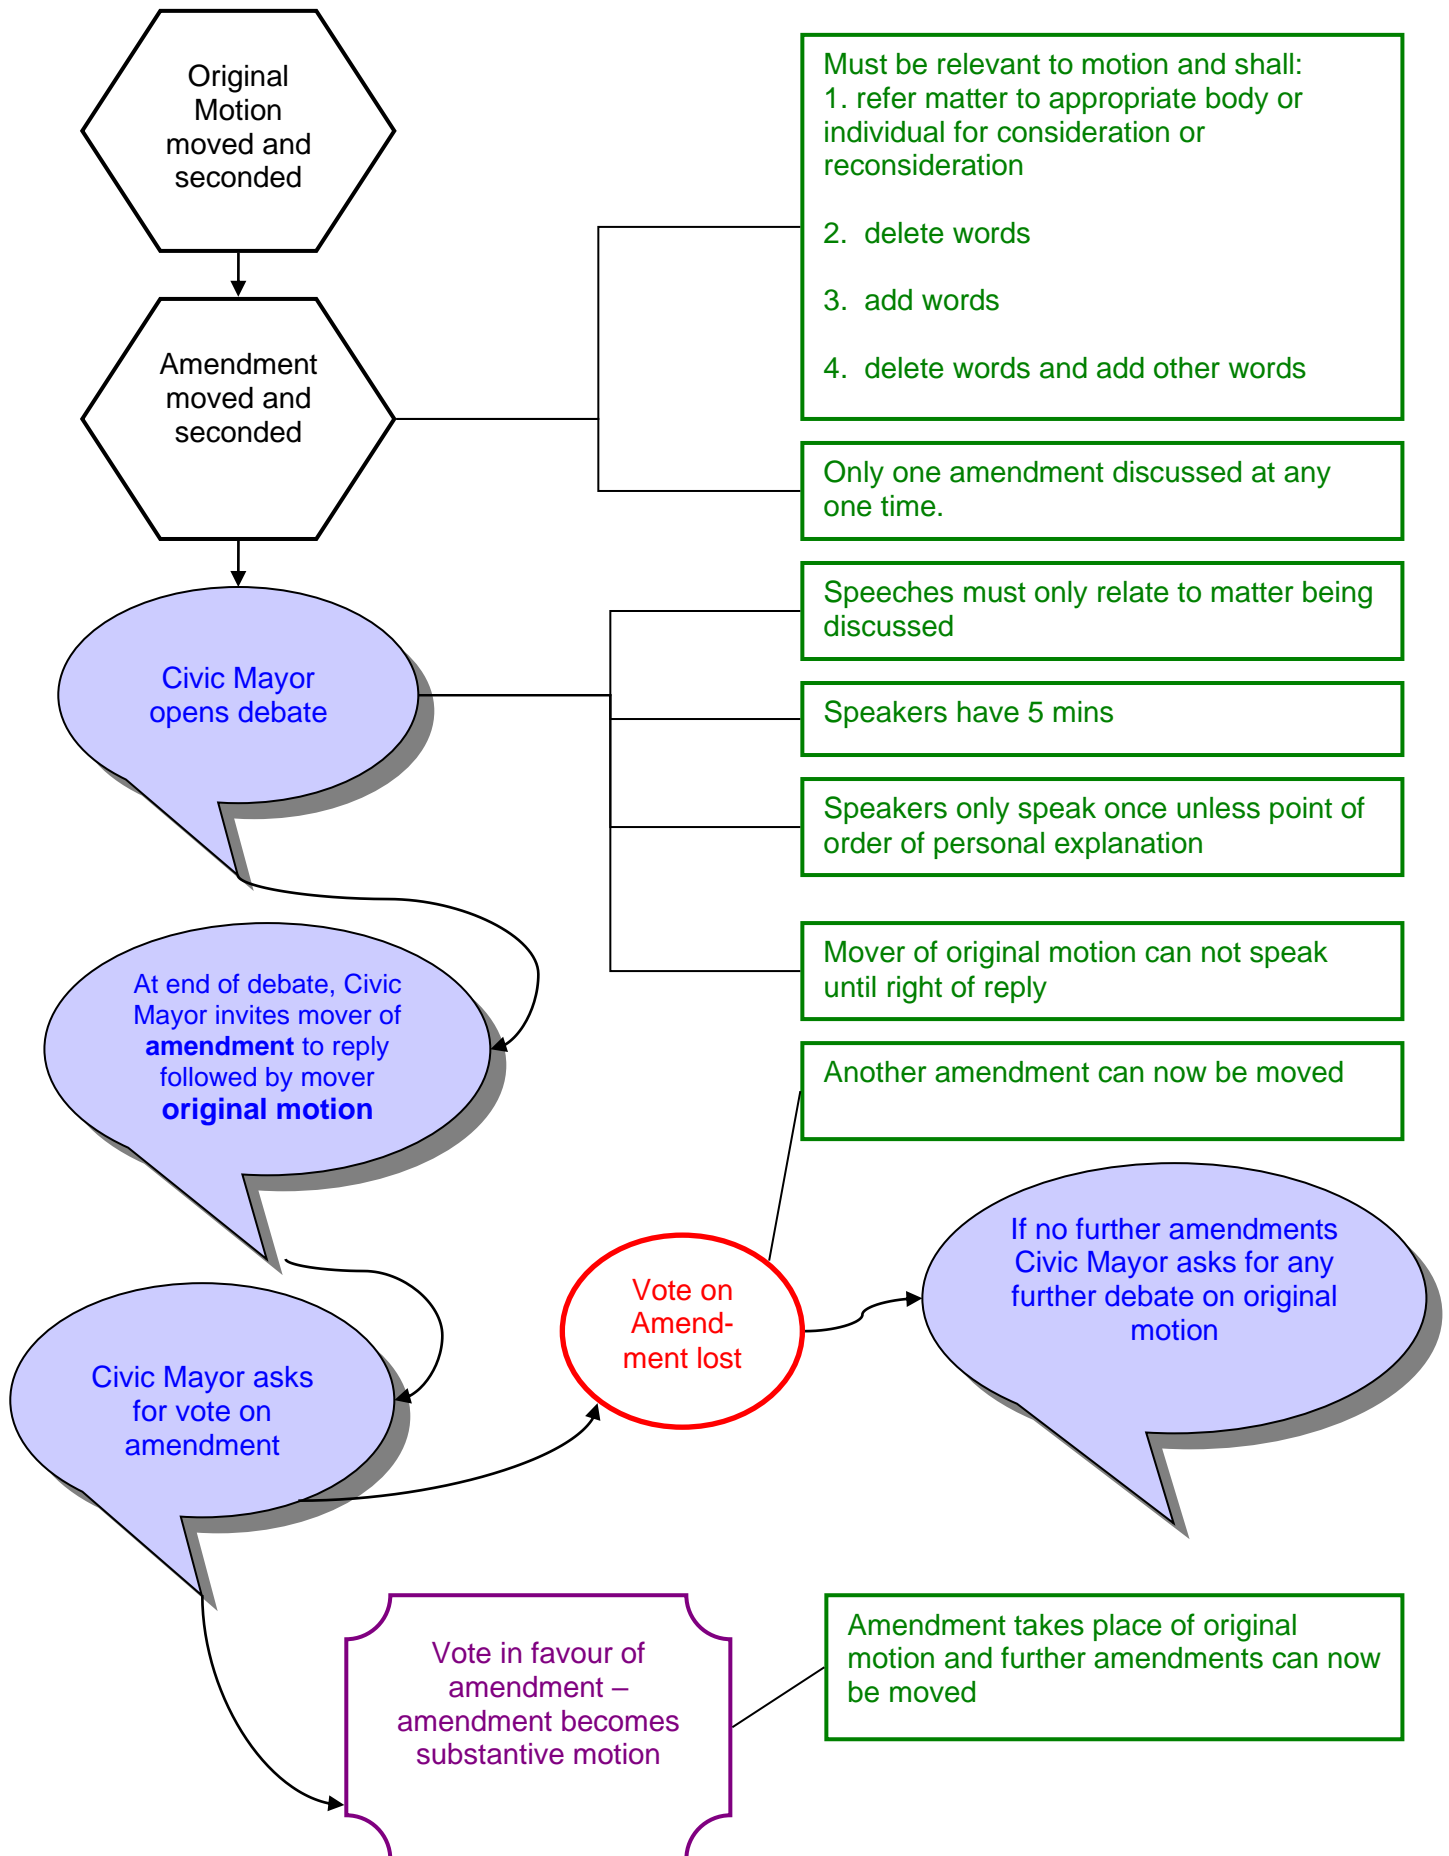 Original
Motion
moved and
seconded
Must be relevant to motion and shall:
1. refer matter to appropriate body or
individual for consideration or
reconsideration
2. delete words
3. add words
4. delete words and add other words
Amendment
moved and
seconded
Only one amendment discussed at any
one time.
Civic Mayor
opens debate
Speeches must only relate to matter being
discussed
Speakers have 5 mins
Speakers only speak once unless point of
order of personal explanation
Mover of original motion can not speak
until right of reply
At end of debate, Civic
Mayor invites mover of
amendment to reply
followed by mover
original motion
Another amendment can now be moved
Vote on
Amend-
ment lost
If no further amendments
Civic Mayor asks for any
further debate on original
motion
Civic Mayor asks
for vote on
amendment
Vote in favour of
amendment –
amendment becomes
substantive motion
Amendment takes place of original
motion and further amendments can now
be moved